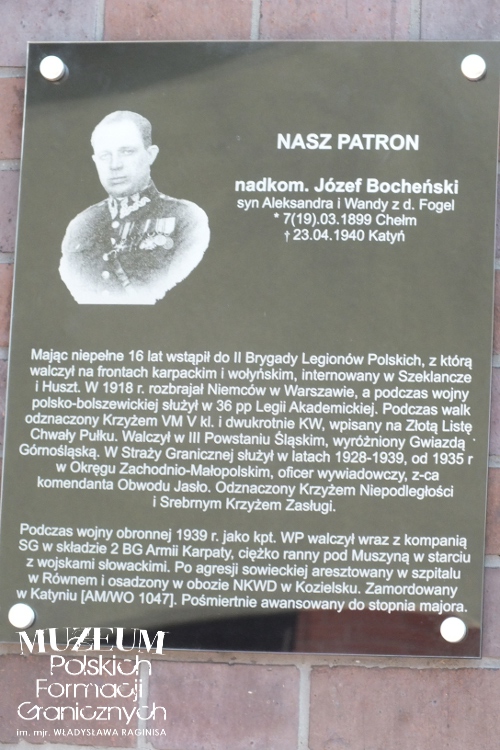 NASZ PATRON
nadkom. Józef Bocheński
syn Aleksandra i Wandy z d. Fogel
* 7(19).03.1899 Chełm
† 23.04.1940 Katyń
Mając niepełne 16 lat wstąpił do II Brygady Legionów Polskich, z którą
walczył na frontach karpackim i wołyńskim, internowany w Szeklancze
i Huszt. W 1918 r. rozbrajał Niemców w Warszawie, a podczas wojny
polsko-bolszewickiej służył w 36 pp Legii Akademickiej. Podczas walk
odznaczony Krzyżem VM V kl. i dwukrotnie KW, wpisany na Złotą Listę
Chwały Pułku. Walczył w III Powstaniu Śląskim, wyróżniony Gwiazdą
Górnośląską. W Straży Granicznej służył w latach 1928-1939, od 1935 r
w Okręgu Zachodnio-Małopolskim, oficer wywiadowczy, z-ca
komendanta Obwodu Jasło. Odznaczony Krzyżem Niepodległości
i Srebrnym Krzyżem Zasługi.
Podczas wojny obronnej 1939 r. jako kpt. WP walczył wraz z kompanią
SG w składzie 2 BG Armii Karpaty, ciężko ranny pod Muszyną w starciu
z wojskami słowackimi. Po agresji sowieckiej aresztowany w szpitalu
w Równem i osadzony w obozie NKWD w Kozielsku. Zamordowany
w Katyniu [AM/WO 1047]. Pośmiertnie awansowany do stopnia majora.
MUZEUM
Polskich
Formacji
Granicznych
im. mjr. WŁADYSŁAWA RAGINISA